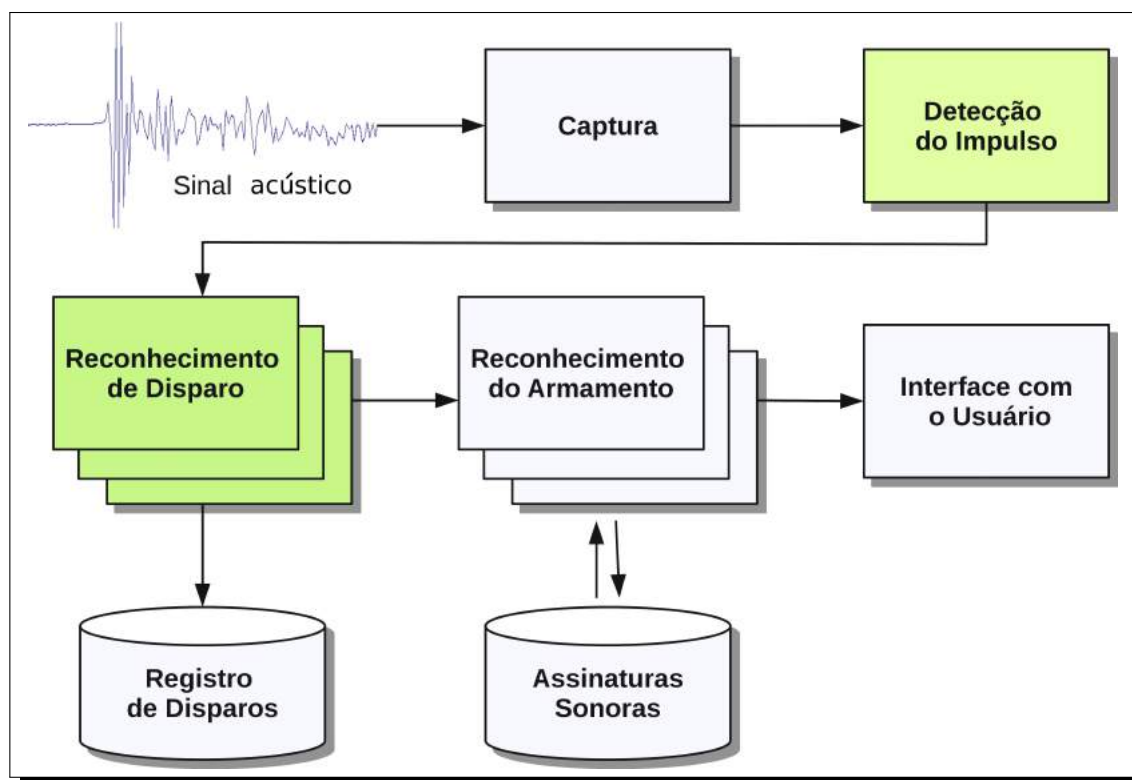 Sinal acústico
Captura
Detecção
do Impulso
Reconhecimento
de Disparo
Reconhecimento
do Armamento
Interface com
o Usuário
Registro
de Disparos
Assinaturas
Sonoras